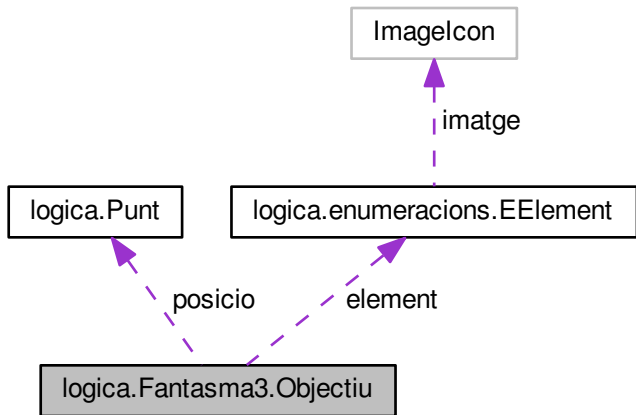 ImageIcon
imatge
logica.Punt
logica.enumeracions.EElement
posicio
element
logica.Fantasma3.Objectiu